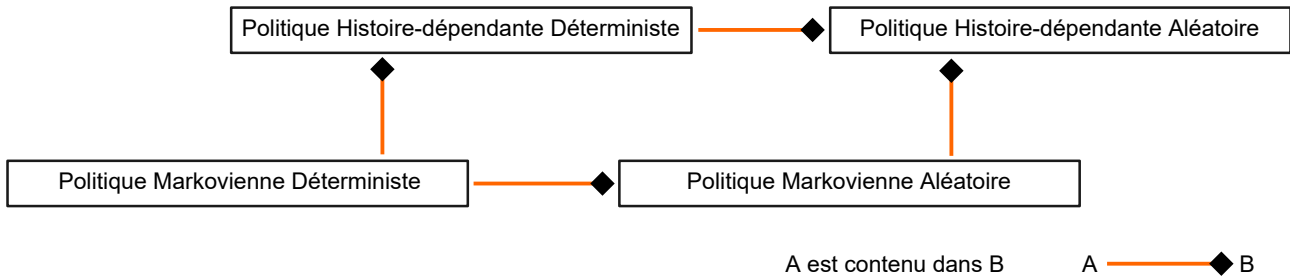 Politique Histoire-dépendante Déterministe
Politique Histoire-dépendante Aléatoire
Politique Markovienne Déterministe
Politique Markovienne Aléatoire
A est contenu dans B
A
B